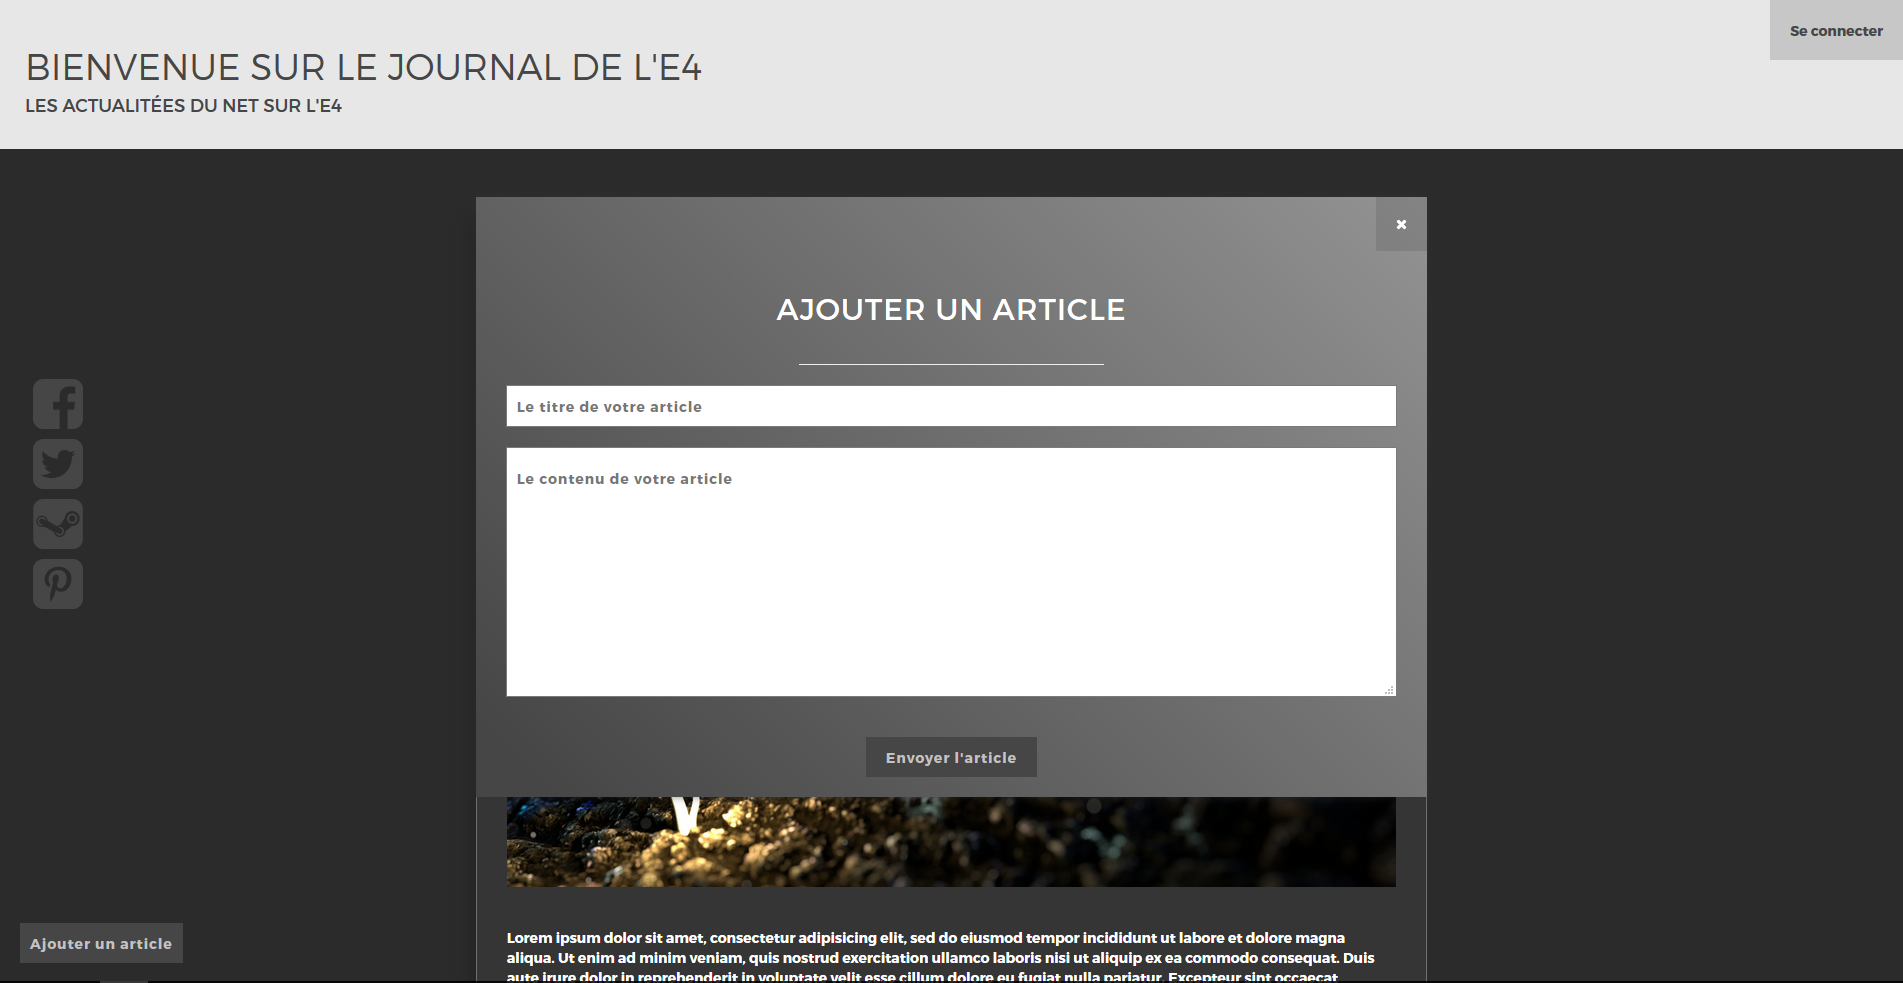 Se connecter
BIENVENUE SUR LE JOURNAL DE L'E4
LES ACTUALITÉES DU NET SUR L'E4
AJOUTER UN ARTICLE
Le titre de votre article
Le contenu de votre article
Envoyer l'article
Ajouter un article
Lorem ipsum dolor sit amet, consectetur adipisicing elit, sed do eiusmod tempor incididunt ut labore et dolore magna
aliqua. Ut enim ad minim veniam, quis nostrud exercitation ullamco laboris nisi ut aliquip ex ea commodo consequat. Duis
aute irure dolor in reprehenderit in voluptate velit esse cillum dolore eu fugiat nulla pariatur. Excepteur sint occaecat